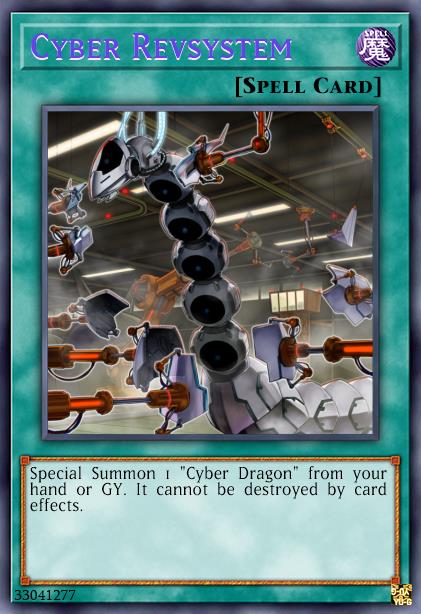 Cyber Revsystem
SPELL
魔
[Spell Card]
Special Summon 1 "Cyber Dragon" from your
hand or GY. It cannot be destroyed by card
effects.
33041277